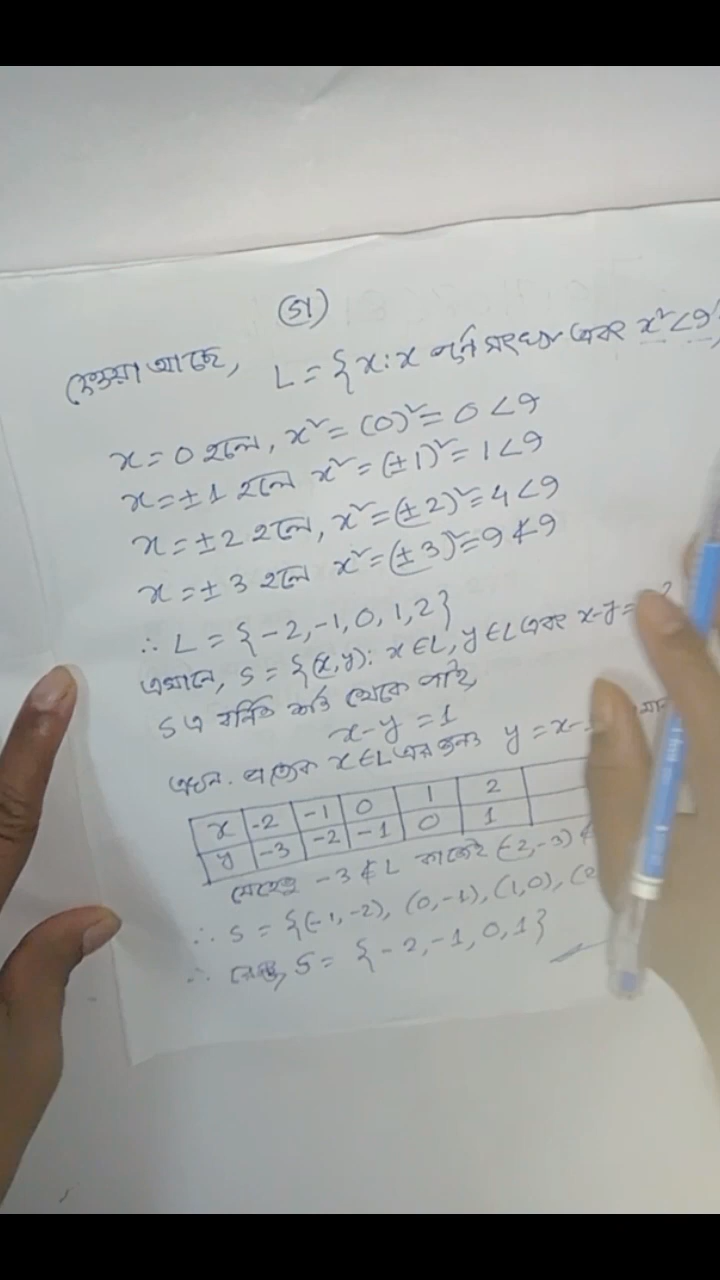 (গ)
দেওয়া আছে, L = {x : x পূর্ণ সংখ্যা এবং x² < 9}
x = 0 হলে, x² = (0)² = 0 < 9
x = ± 1 হলে x² = (± 1)² = 1 < 9
x = ± 2 হলে, x² = (± 2)² = 4 < 9
x = ± 3 হলে x² = (± 3)² = 9 ≮ 9
∴ L = {-2, -1, 0, 1, 2}
এখানে, S = {(x, y) : x ∈ L, y ∈ L এবং x - y =
S এ বর্ণিত শর্ত থেকে পাই,
x - y = 1
এখন. প্রত্যেক x ∈ L এর জন্য y = x -
x -2 -1 0 1 2
y -3 -2 -1 0 1
যেহেতু -3 ∉ L কাজেই (-2, -3) ∉
∴ S = {(-1, -2), (0, -1), (1, 0), (2
∴ S = {-2, -1, 0, 1}